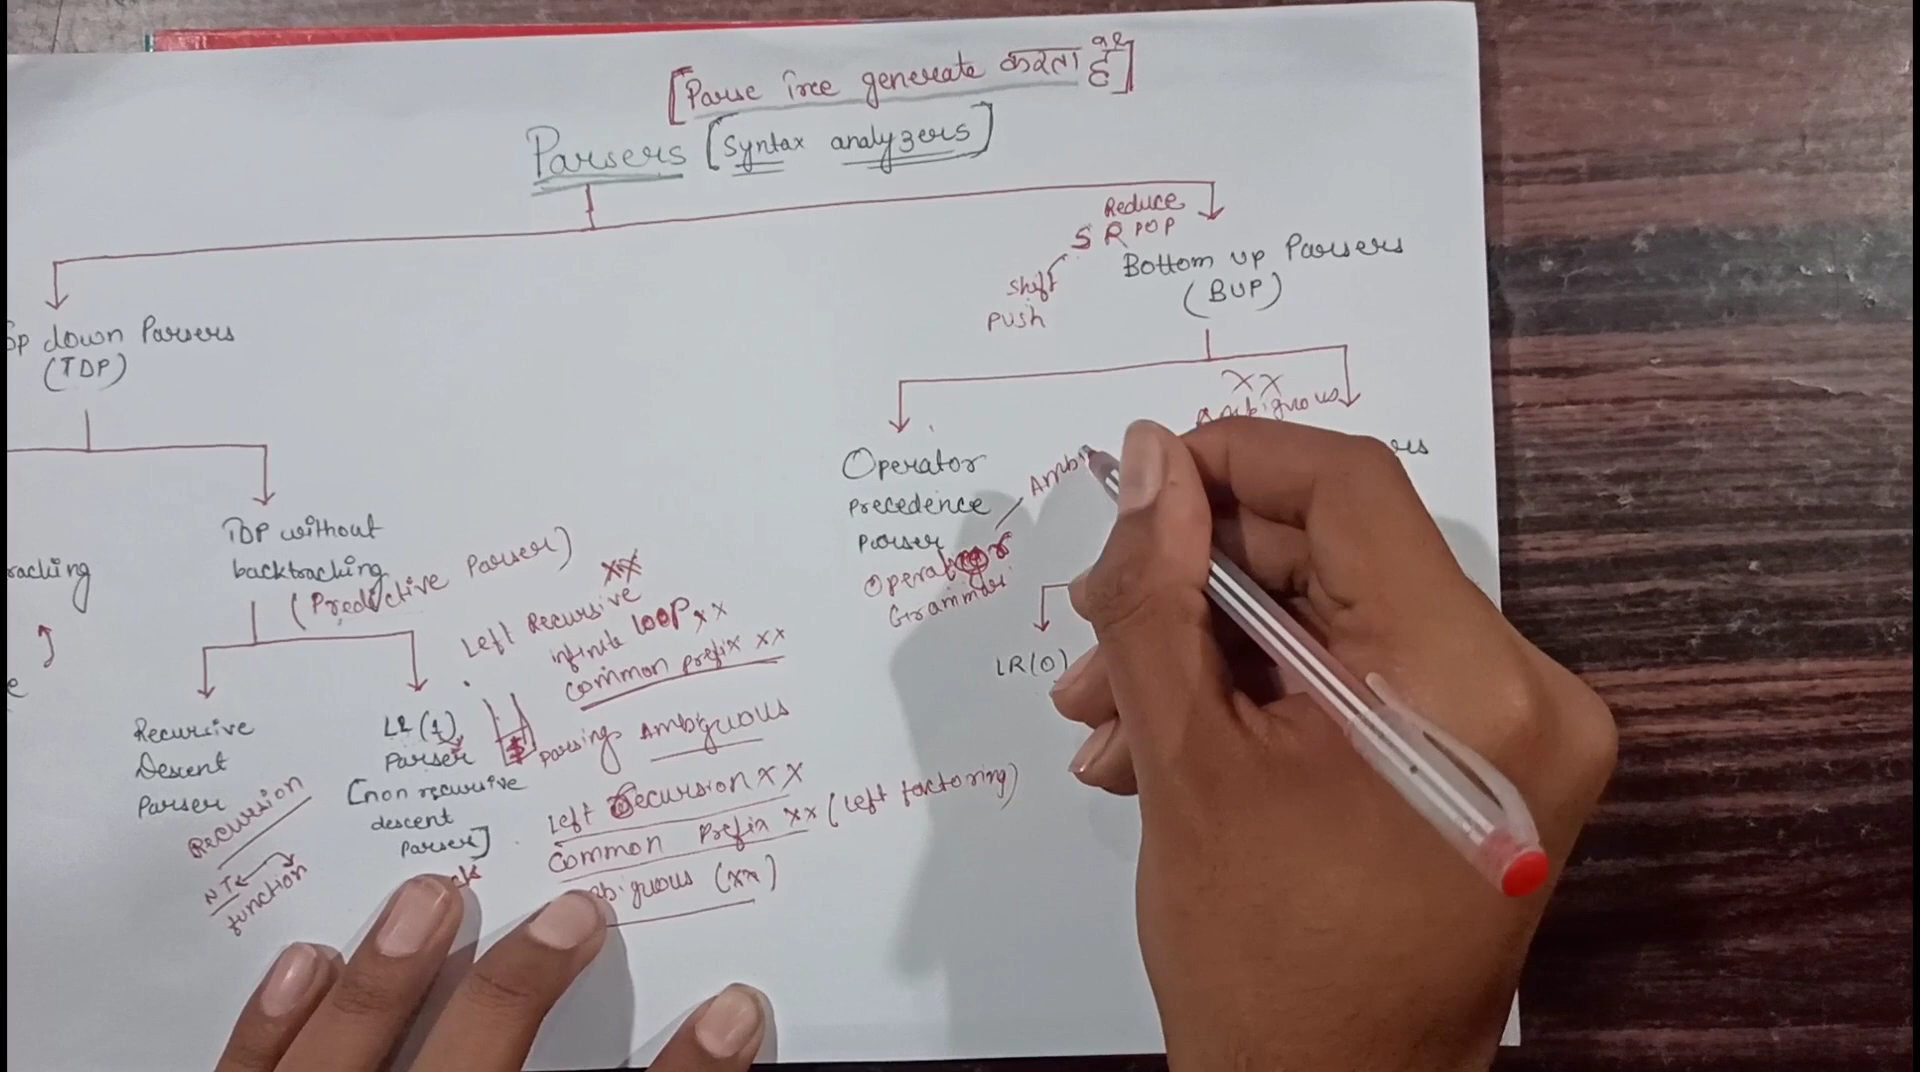 [Parse tree generate करता है]
Parsers [Syntax analyzers]
Reduce
S R POP
Shift
Push
Bottom up Parsers
(BUP)
down Parsers
(TDP)
XX
Ambiguous
Operator
precedence
parser
Operator
Grammar
LR(0)
TDP without
backtracking
(Predictive Parser)
Left Recursive XX
infinite loop XX
Common prefix XX
Recursive
Descent
Parser
Recursion
NT
function
LL(1)
Parser
[non recursive
descent
parser]
$
parsing Ambiguous
Left Recursion XX
Common Prefix XX (Left factoring)
(XX)